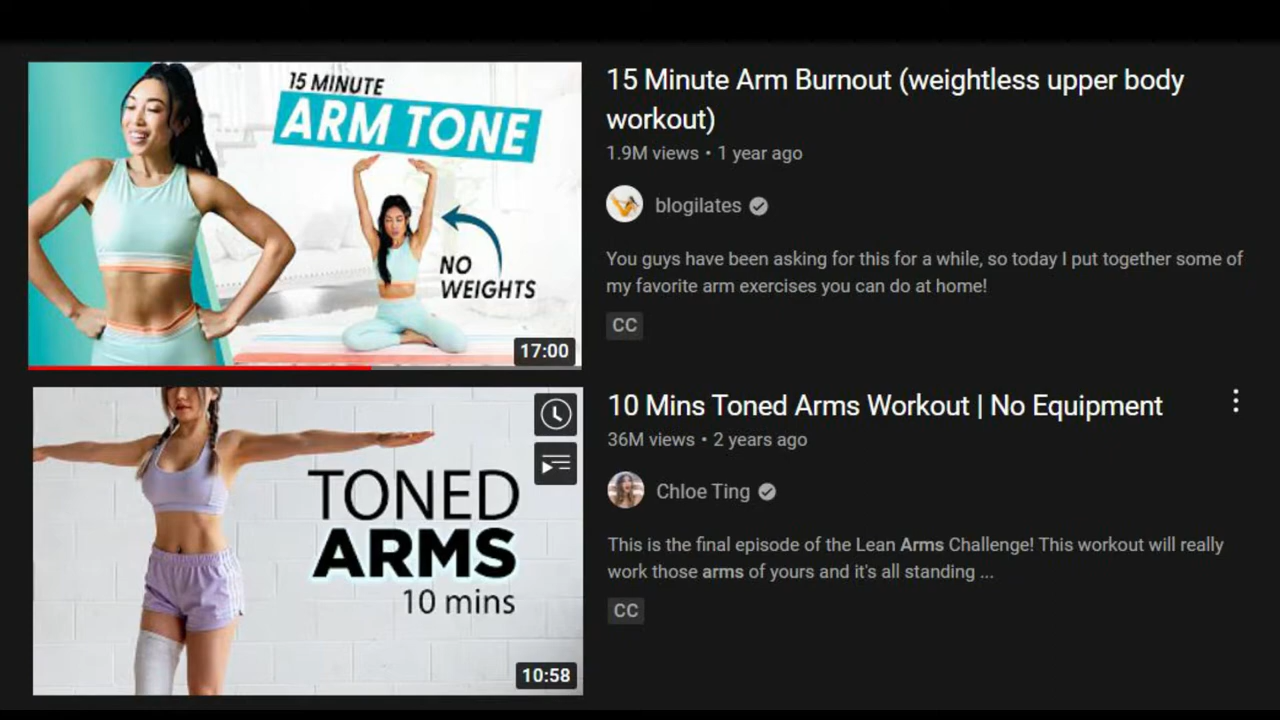 15 MINUTE
ARM TONE
NO
WEIGHTS
17:00
15 Minute Arm Burnout (weightless upper body
workout)
1.9M views • 1 year ago
blogilates
You guys have been asking for this for a while, so today I put together some of
my favorite arm exercises you can do at home!
CC
TONED
ARMS
10 mins
10:58
10 Mins Toned Arms Workout | No Equipment
36M views • 2 years ago
Chloe Ting
This is the final episode of the Lean Arms Challenge! This workout will really
work those arms of yours and it's all standing ...
CC